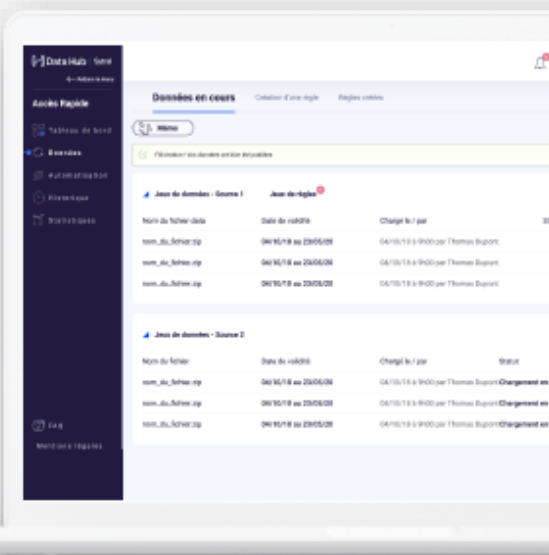 Data Hub
Accès Rapide
Tableau de bord
Données
Automatisation
Historique
Statistiques
FAQ
Mentions légales
Données en cours Création d'une règle Règles créées
Mémo
Jeux de données - Source 1 Jeux de règles
Nom du fichier data Date de validité Chargé le / par
nom_du_fichier.zip 04/10/18 au 23/05/20 04/10/18 à 9h00 par Thomas Dupont
nom_du_fichier.zip 04/10/18 au 23/05/20 04/10/18 à 9h00 par Thomas Dupont
nom_du_fichier.zip 04/10/18 au 23/05/20 04/10/18 à 9h00 par Thomas Dupont
Jeux de données - Source 2
Nom du fichier Date de validité Chargé le / par Statut
nom_du_fichier.zip 04/10/18 au 23/05/20 04/10/18 à 9h00 par Thomas Dupont Chargement en
nom_du_fichier.zip 04/10/18 au 23/05/20 04/10/18 à 9h00 par Thomas Dupont Chargement en
nom_du_fichier.zip 04/10/18 au 23/05/20 04/10/18 à 9h00 par Thomas Dupont Chargement en